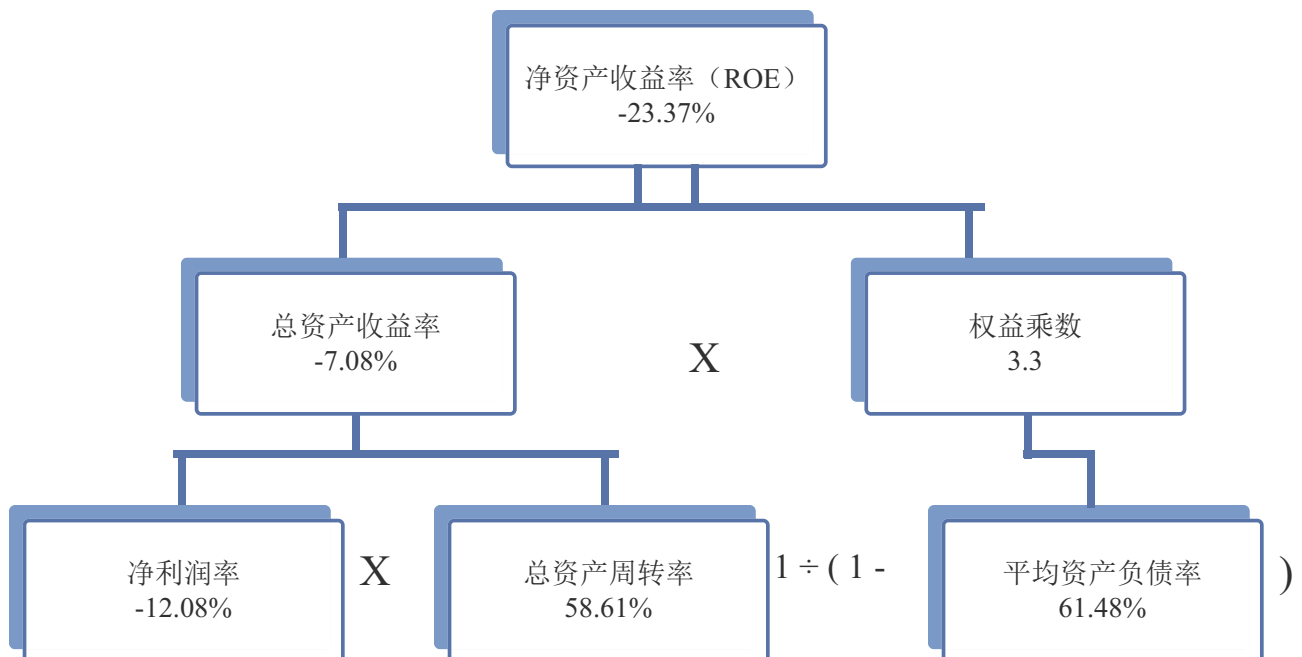 净资产收益率（ROE）
-23.37%
总资产收益率
-7.08%
X
权益乘数
3.3
净利润率
-12.08%
X
总资产周转率
58.61%
1 ÷ ( 1 -
平均资产负债率
61.48%
)